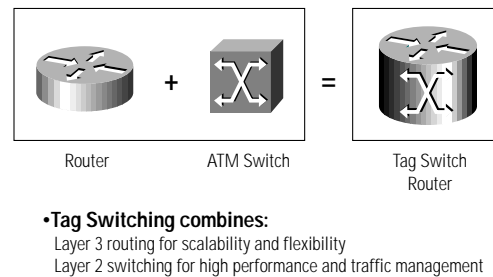 + =
Router ATM Switch Tag Switch
Router
•Tag Switching combines:
Layer 3 routing for scalability and flexibility
Layer 2 switching for high performance and traffic management